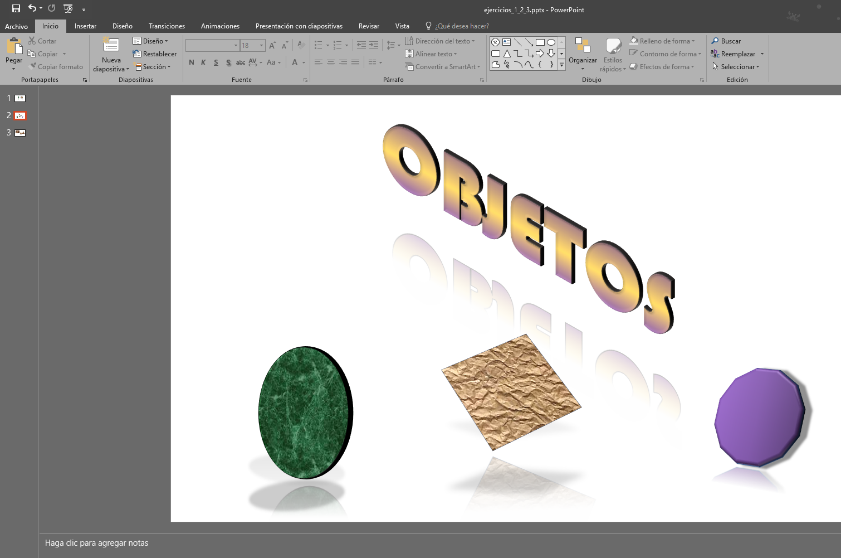 ejercicios_1_2_3.pptx - PowerPoint
Archivo Inicio Insertar Diseño Transiciones Animaciones Presentación con diapositivas Revisar Vista ¿Qué desea hacer?
Pegar
Cortar
Copiar
Copiar formato
Portapapeles
Nueva
diapositiva
Diseño
Restablecer
Sección
Diapositivas
18
N K S S abc AV Aa A
Fuente
Dirección del texto
Alinear texto
Convertir a SmartArt
Párrafo
Organizar
Estilos
rápidos
Relleno de forma
Contorno de forma
Efectos de forma
Dibujo
Buscar
Reemplazar
Seleccionar
Edición
1
2
3
OBJETOS
Haga clic para agregar notas